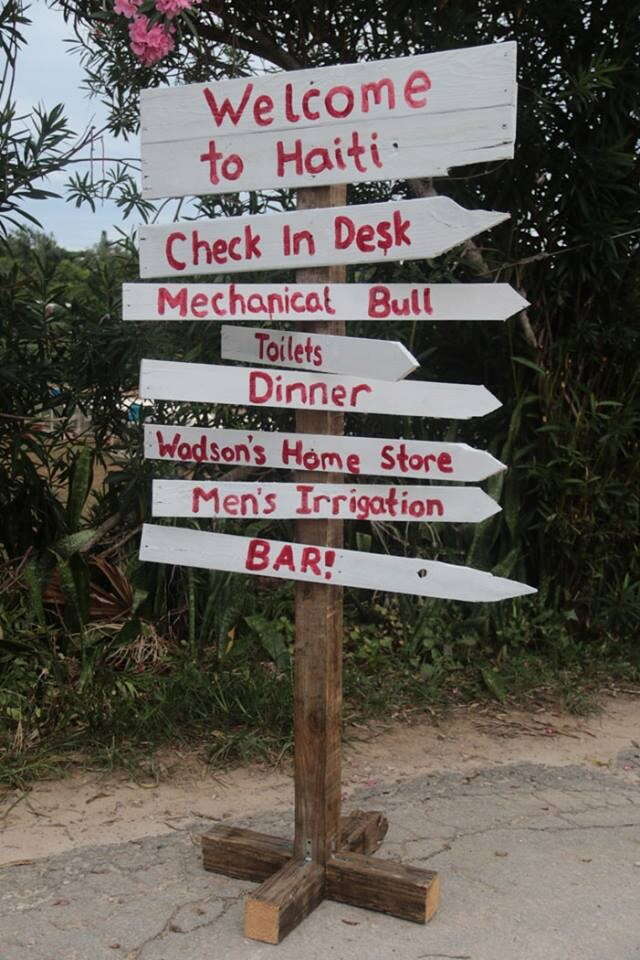 Welcome
to Haiti
Check In Desk
Mechanical Bull
Toilets
Dinner
Wadson's Home Store
Men's Irrigation
BAR!